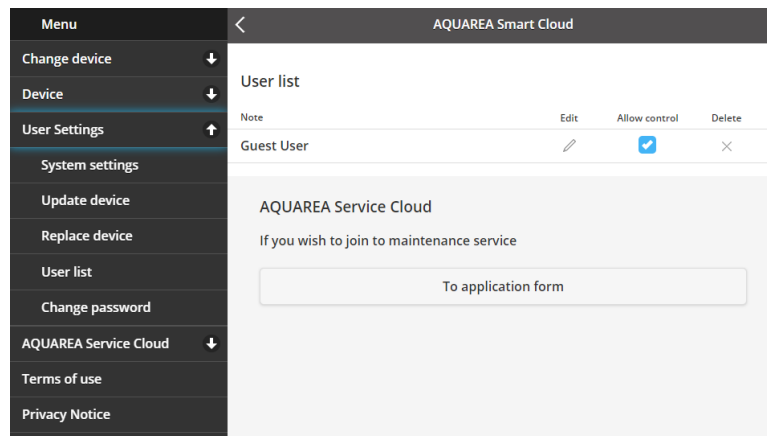 Menu
AQUAREA Smart Cloud
Change device
Device
User Settings
System settings
Update device
Replace device
User list
Change password
AQUAREA Service Cloud
Terms of use
Privacy Notice
User list
Note Edit Allow control Delete
Guest User
AQUAREA Service Cloud
If you wish to join to maintenance service
To application form